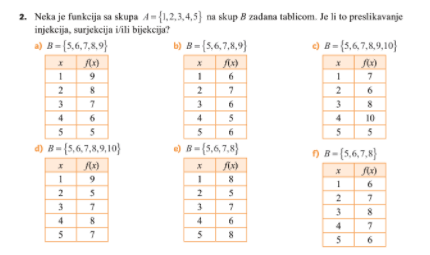 2. Neka je funkcija sa skupa A = {1,2,3,4,5} na skup B zadana tablicom. Je li to preslikavanje
injekcija, surjekcija i/ili bijekcija?
a) B = {5,6,7,8,9}
x f(x)
1 9
2 8
3 7
4 6
5 5
b) B = {5,6,7,8,9}
x f(x)
1 6
2 7
3 6
4 5
5 6
c) B = {5,6,7,8,9,10}
x f(x)
1 7
2 6
3 8
4 10
5 5
d) B = {5,6,7,8,9,10}
x f(x)
1 9
2 5
3 7
4 8
5 7
e) B = {5,6,7,8}
x f(x)
1 8
2 5
3 7
4 6
5 8
f) B = {5,6,7,8}
x f(x)
1 6
2 7
3 8
4 7
5 6